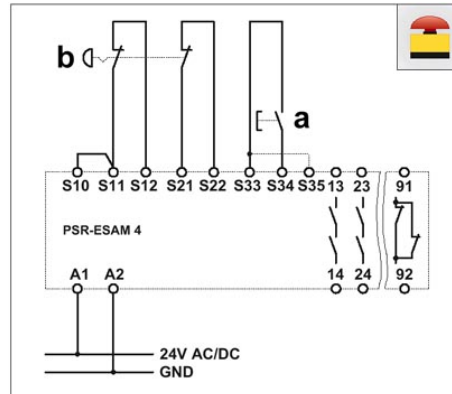 b
a
S10 S11 S12 S21 S22 S33 S34 S35 13 23 91
PSR-ESAM 4
14 24 92
A1 A2
24V AC/DC
GND